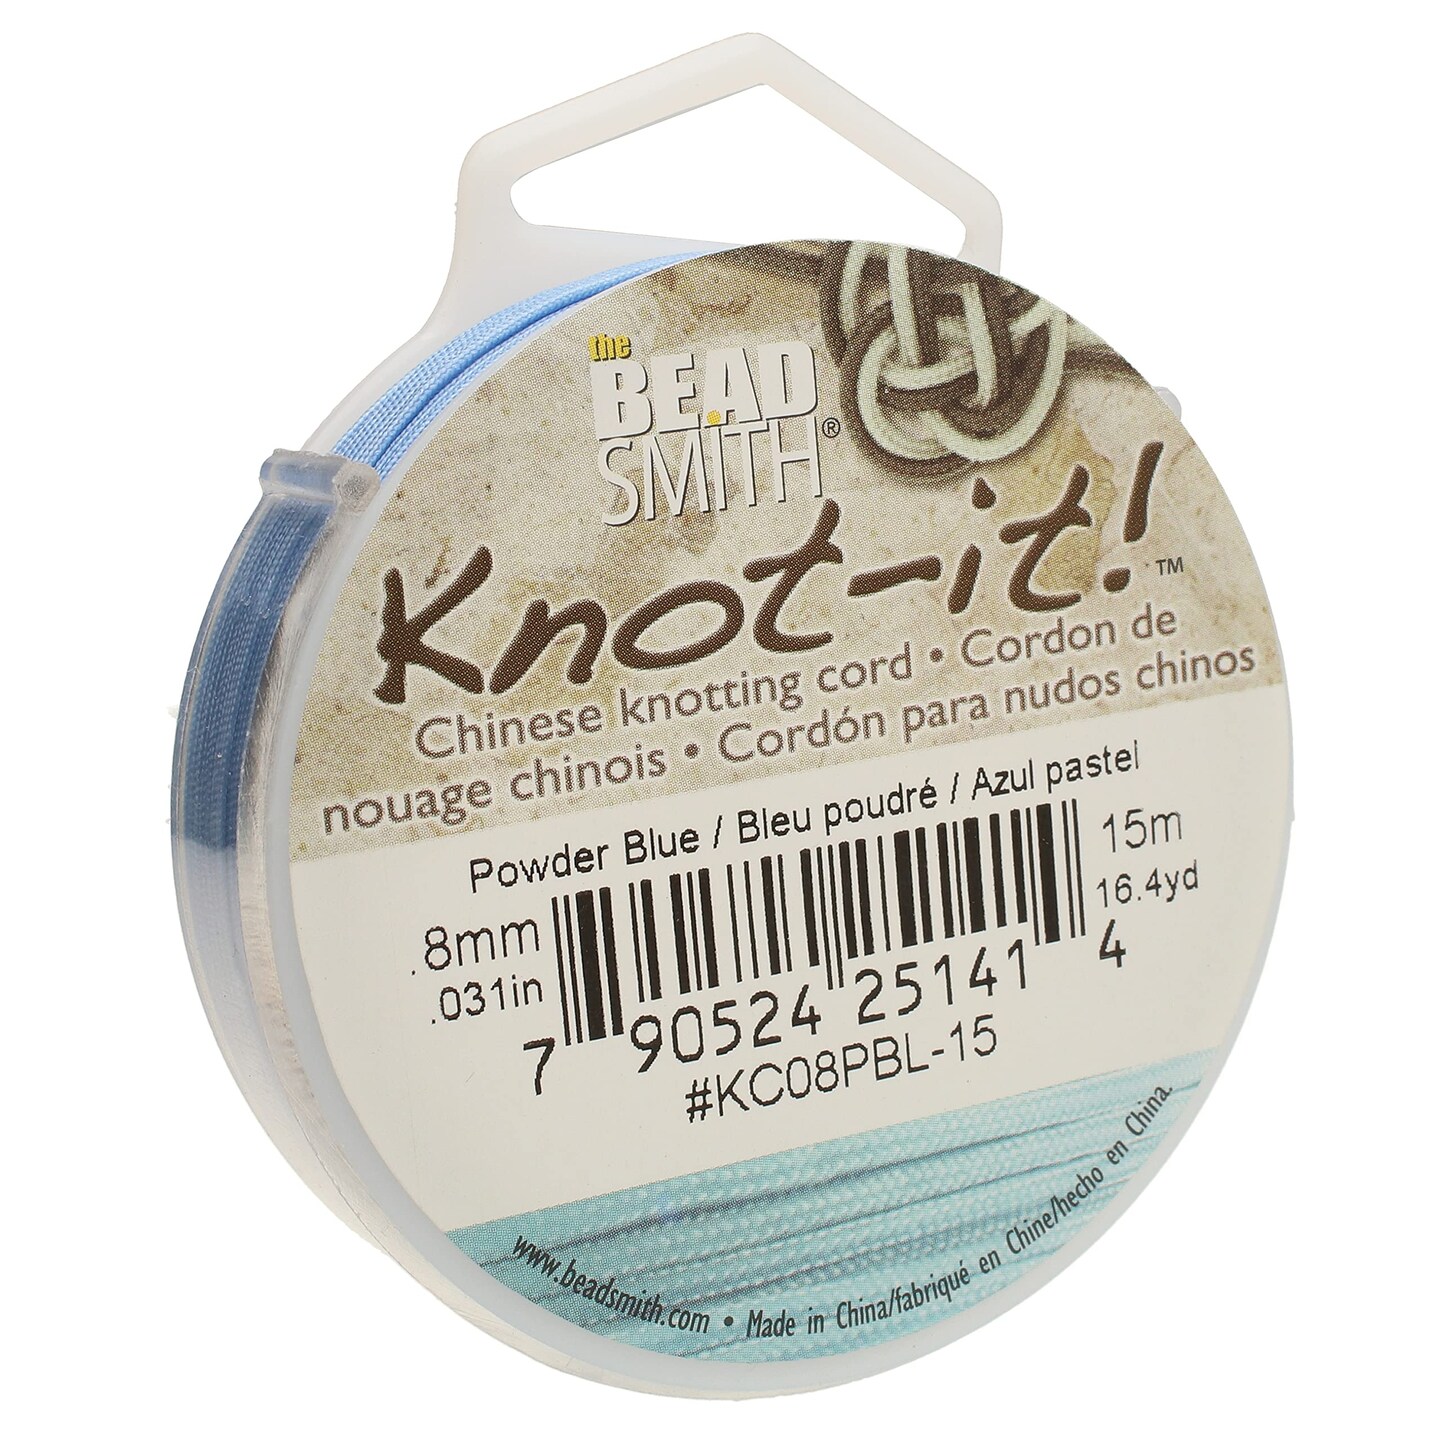 the
BEAD
SMITH®
Knot-it!™
Chinese knotting cord • Cordon de
nouage chinois • Cordón para nudos chinos
Powder Blue / Bleu poudré / Azul pastel
.8mm
.031in
15m
16.4yd
7 90524 25141 4
#KC08PBL-15
www.beadsmith.com • Made in China/fabriqué en Chine/hecho en China.